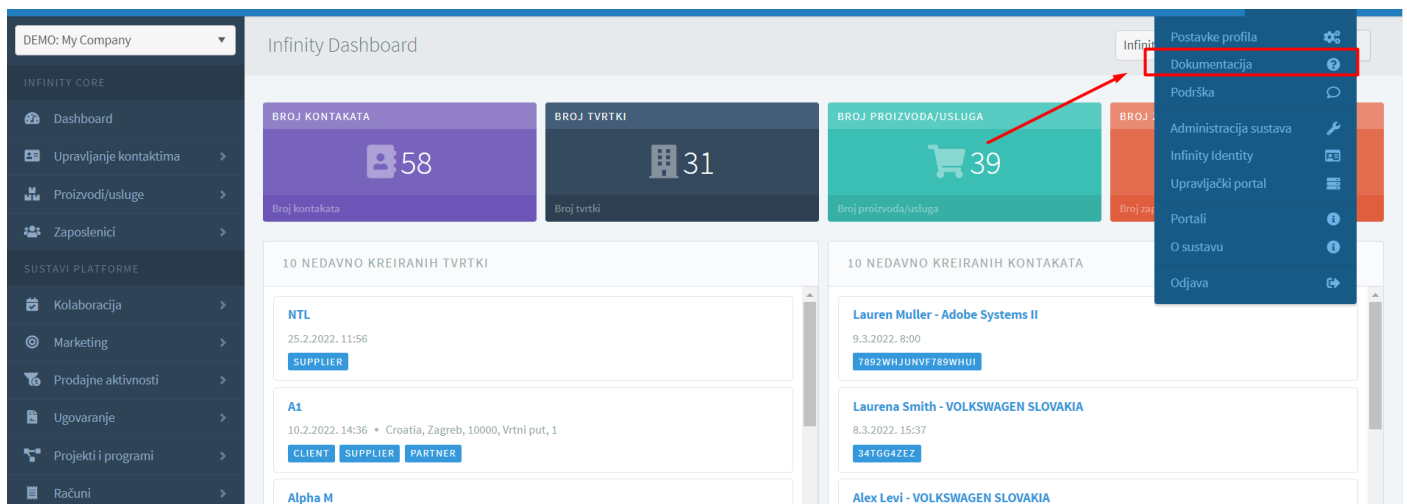 DEMO: My Company
INFINITY CORE
Dashboard
Upravljanje kontaktima
Proizvodi/usluge
Zaposlenici
SUSTAVI PLATFORME
Kolaboracija
Marketing
Prodajne aktivnosti
Ugovaranje
Projekti i programi
Računi
Infinity Dashboard
BROJ KONTAKATA
58
Broj kontakata
BROJ TVRTKI
31
Broj tvrtki
BROJ PROIZVODA/USLUGA
39
Broj proizvoda/usluga
BROJ
Broj
Postavke profila
Dokumentacija
Podrška
Administracija sustava
Infinity Identity
Upravljački portal
Portali
O sustavu
Odjava
10 NEDAVNO KREIRANIH TVRTKI
NTL
25.2.2022. 11:56
SUPPLIER
A1
10.2.2022. 14:36 • Croatia, Zagreb, 10000, Vrtni put, 1
CLIENT SUPPLIER PARTNER
Alpha M
10 NEDAVNO KREIRANIH KONTAKATA
Lauren Muller - Adobe Systems II
9.3.2022. 8:00
7892WHJUNVF789WHUI
Laurena Smith - VOLKSWAGEN SLOVAKIA
8.3.2022. 15:37
34TGG4ZEZ
Alex Levi - VOLKSWAGEN SLOVAKIA